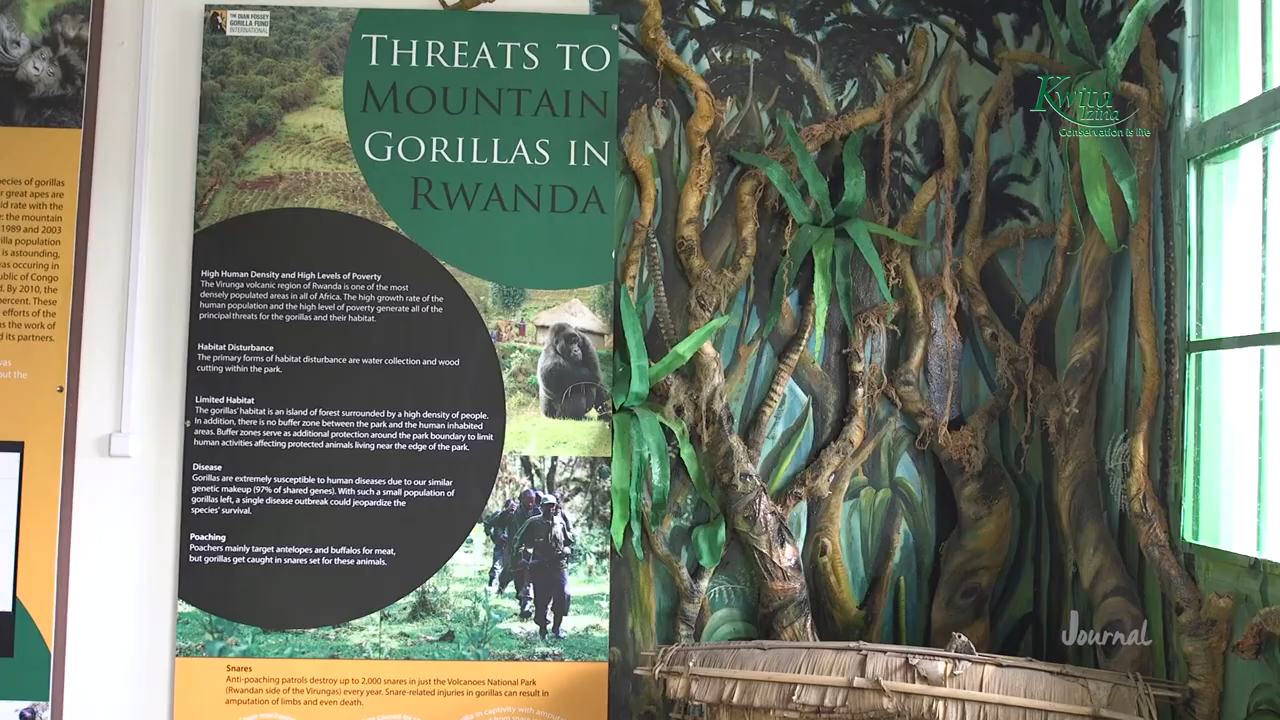 THE DIAN FOSSEY
GORILLA FUND
INTERNATIONAL
THREATS TO
MOUNTAIN
GORILLAS IN
RWANDA
Kwita
Izina
Conservation is life
ecies of gorillas
great apes are
ld rate with the
: the mountain
1989 and 2003
illa population
is astounding,
was occuring in
ublic of Congo
d. By 2010, the
percent. These
efforts of the
as the work of
d its partners.
was
out the
High Human Density and High Levels of Poverty
The Virunga volcanic region of Rwanda is one of the most
densely populated areas in all of Africa. The high growth rate of the
human population and the high level of poverty generate all of the
principal threats for the gorillas and their habitat.
Habitat Disturbance
The primary forms of habitat disturbance are water collection and wood
cutting within the park.
Limited Habitat
The gorillas' habitat is an island of forest surrounded by a high density of people.
In addition, there is no buffer zone between the park and the human inhabited
areas. Buffer zones serve as additional protection around the park boundary to limit
human activities affecting protected animals living near the edge of the park.
Disease
Gorillas are extremely susceptible to human diseases due to our similar
genetic makeup (97% of shared genes). With such a small population of
gorillas left, a single disease outbreak could jeopardize the
species' survival.
Poaching
Poachers mainly target antelopes and buffalos for meat,
but gorillas get caught in snares set for these animals.
Journal
Snares
Anti-poaching patrols destroy up to 2,000 snares in just the Volcanoes National Park
(Rwandan side of the Virungas) every year. Snare-related injuries in gorillas can result in
amputation of limbs and even death.
in captivity with